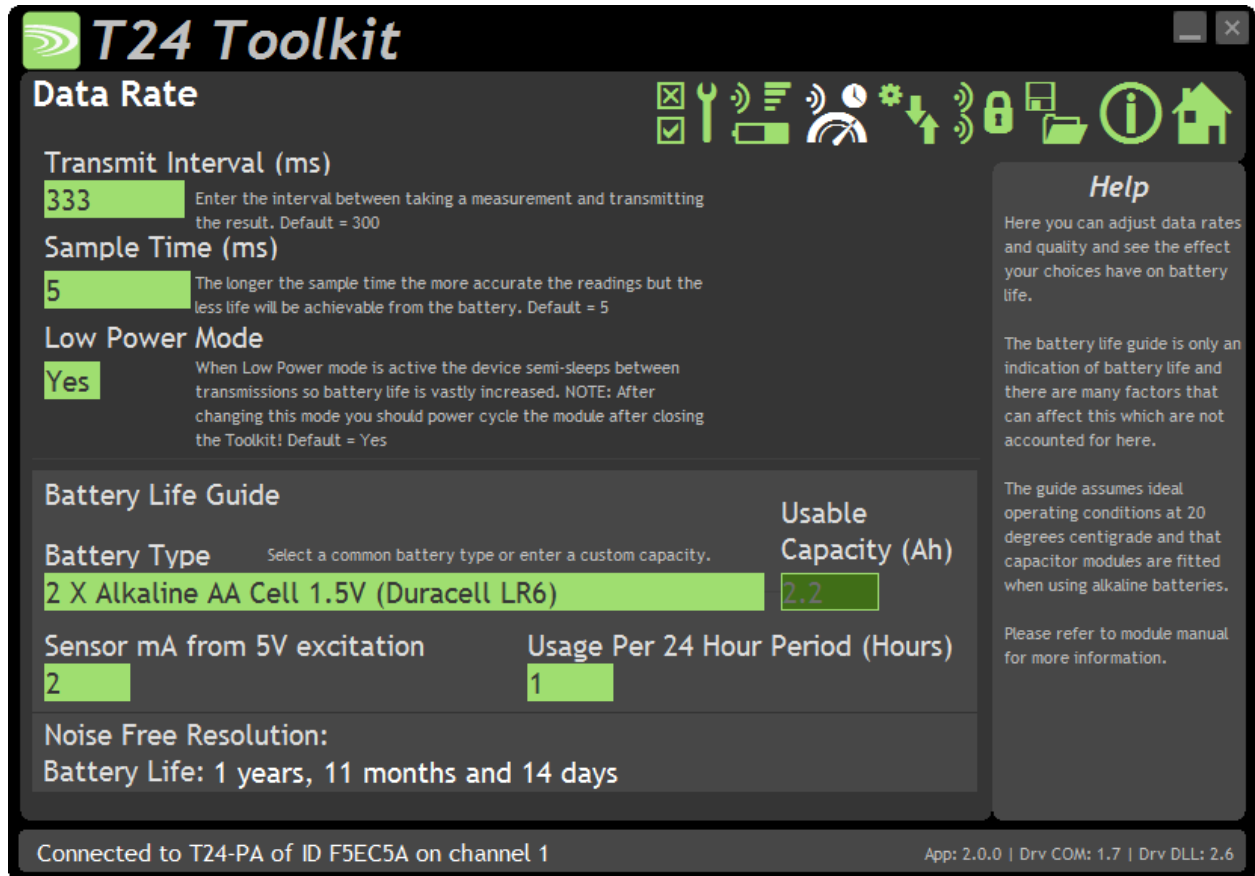 T24 Toolkit
Data Rate
Transmit Interval (ms)
333
Enter the interval between taking a measurement and transmitting
the result. Default = 300
Sample Time (ms)
5
The longer the sample time the more accurate the readings but the
less life will be achievable from the battery. Default = 5
Low Power Mode
Yes
When Low Power mode is active the device semi-sleeps between
transmissions so battery life is vastly increased. NOTE: After
changing this mode you should power cycle the module after closing
the Toolkit! Default = Yes
Battery Life Guide
Battery Type
Select a common battery type or enter a custom capacity.
Usable
Capacity (Ah)
2 X Alkaline AA Cell 1.5V (Duracell LR6)
2.2
Sensor mA from 5V excitation
Usage Per 24 Hour Period (Hours)
2
1
Noise Free Resolution:
Battery Life: 1 years, 11 months and 14 days
Help
Here you can adjust data rates
and quality and see the effect
your choices have on battery
life.
The battery life guide is only an
indication of battery life and
there are many factors that
can affect this which are not
accounted for here.
The guide assumes ideal
operating conditions at 20
degrees centigrade and that
capacitor modules are fitted
when using alkaline batteries.
Please refer to module manual
for more information.
Connected to T24-PA of ID F5EC5A on channel 1
App: 2.0.0 | Drv COM: 1.7 | Drv DLL: 2.6